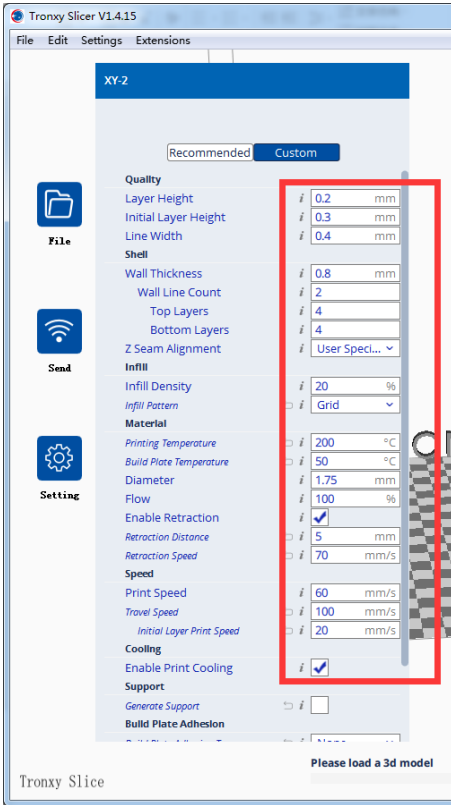 Tronxy Slicer V1.4.15
File Edit Settings Extensions
XY-2
Recommended Custom
Quality
Layer Height i 0.2 mm
Initial Layer Height i 0.3 mm
Line Width i 0.4 mm
Shell
Wall Thickness i 0.8 mm
Wall Line Count i 2
Top Layers i 4
Bottom Layers i 4
Z Seam Alignment i User Speci...
Infill
Infill Density i 20 %
Infill Pattern i Grid
Material
Printing Temperature i 200 °C
Build Plate Temperature i 50 °C
Diameter i 1.75 mm
Flow i 100 %
Enable Retraction i
Retraction Distance i 5 mm
Retraction Speed i 70 mm/s
Speed
Print Speed i 60 mm/s
Travel Speed i 100 mm/s
Initial Layer Print Speed i 20 mm/s
Cooling
Enable Print Cooling i
Support
Generate Support i
Build Plate Adhesion
File
Send
Setting
Please load a 3d model
Tronxy Slice